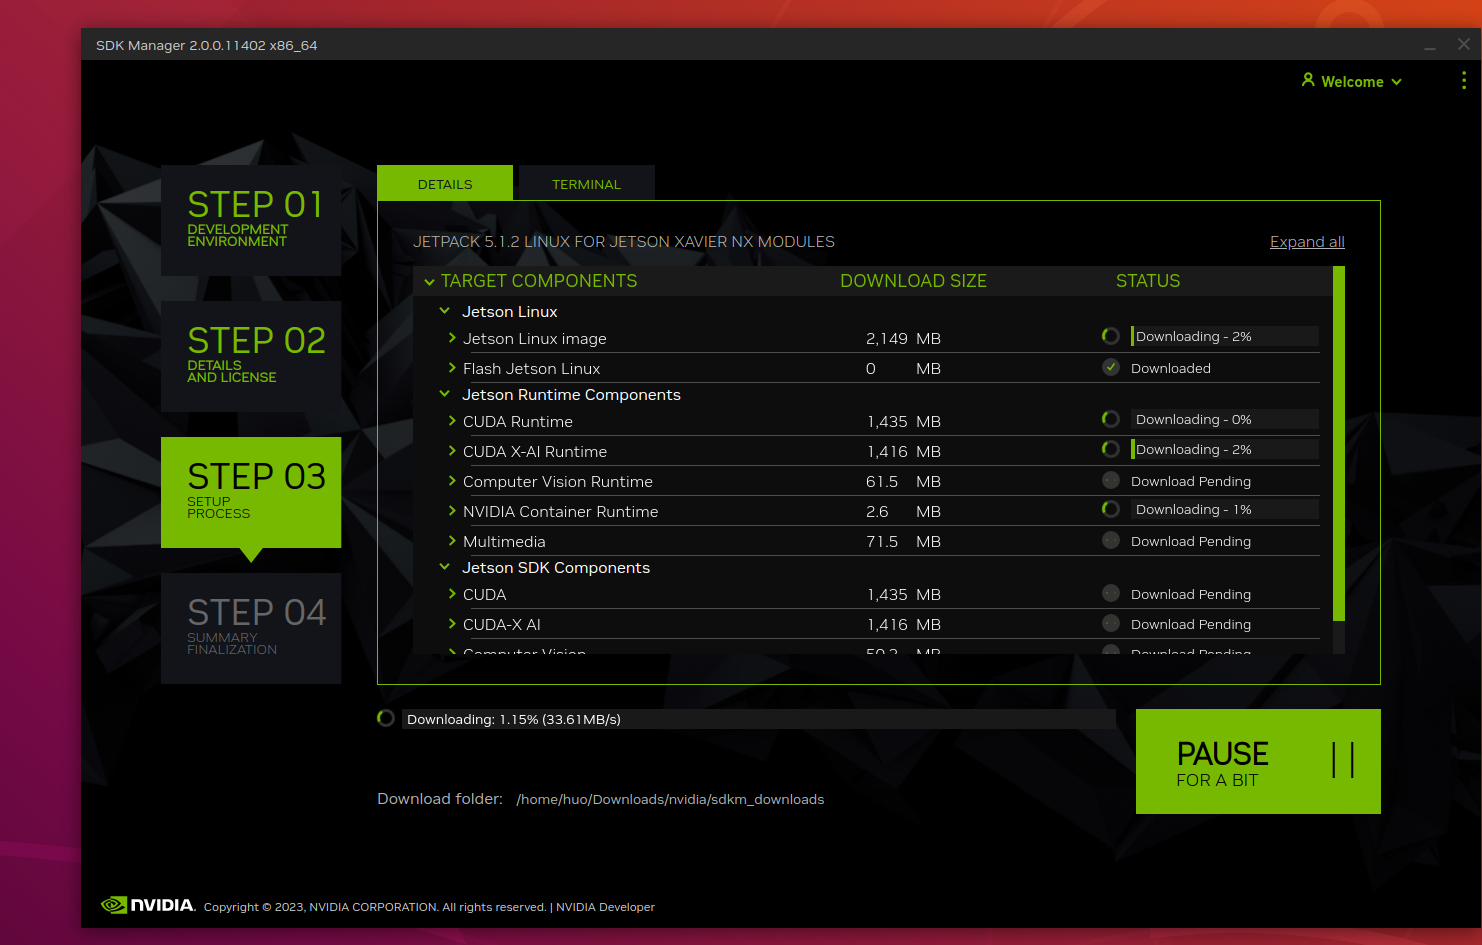 SDK Manager 2.0.0.11402 x86_64
Welcome
STEP 01
DEVELOPMENT
ENVIRONMENT
STEP 02
DETAILS
AND LICENSE
STEP 03
SETUP
PROCESS
STEP 04
SUMMARY
FINALIZATION
DETAILS TERMINAL
JETPACK 5.1.2 LINUX FOR JETSON XAVIER NX MODULES Expand all
TARGET COMPONENTS DOWNLOAD SIZE STATUS
Jetson Linux
Jetson Linux image 2,149 MB Downloading - 2%
Flash Jetson Linux 0 MB Downloaded
Jetson Runtime Components
CUDA Runtime 1,435 MB Downloading - 0%
CUDA X-AI Runtime 1,416 MB Downloading - 2%
Computer Vision Runtime 61.5 MB Download Pending
NVIDIA Container Runtime 2.6 MB Downloading - 1%
Multimedia 71.5 MB Download Pending
Jetson SDK Components
CUDA 1,435 MB Download Pending
CUDA-X AI 1,416 MB Download Pending
Computer Vision MB Download Pending
Downloading: 1.15% (33.61MB/s)
PAUSE
FOR A BIT
Download folder: /home/huo/Downloads/nvidia/sdkm_downloads
NVIDIA. Copyright © 2023, NVIDIA CORPORATION. All rights reserved. | NVIDIA Developer